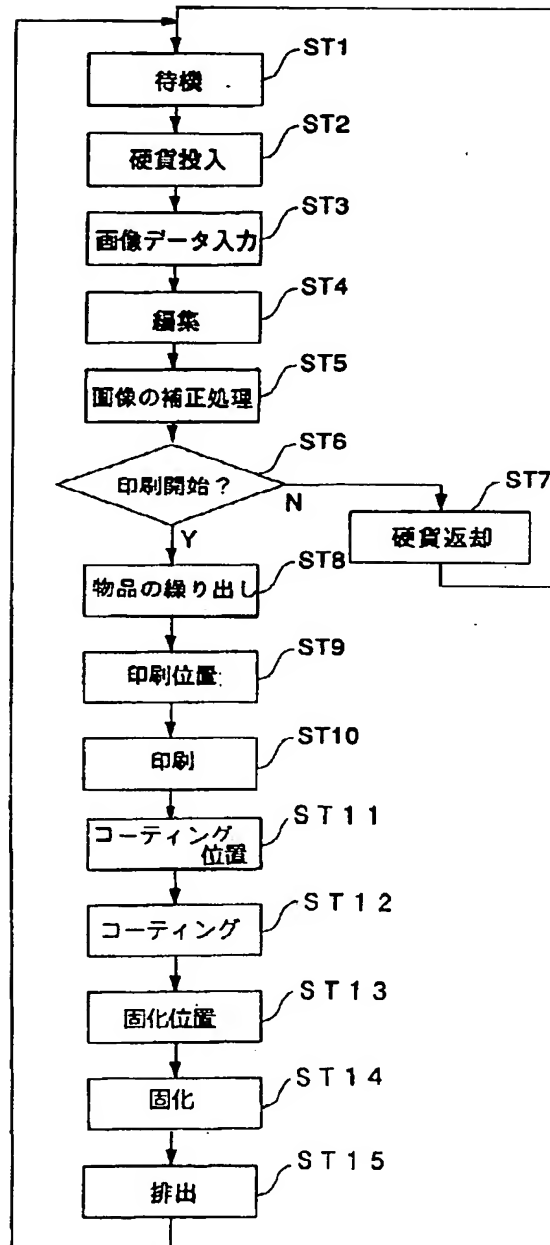 ST1
待機
ST2
硬貨投入
ST3
画像データ入力
ST4
編集
ST5
画像の補正処理
ST6
印刷開始?
N
Y
ST7
硬貨返却
ST8
物品の繰り出し
ST9
印刷位置
ST10
印刷
ST11
コーティング
位置
ST12
コーティング
ST13
固化位置
ST14
固化
ST15
排出